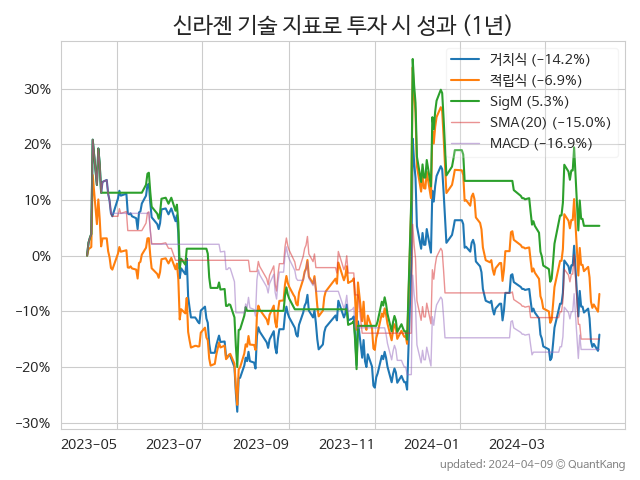 신라젠 기술 지표로 투자 시 성과 (1년)
거치식 (−14.2%)
적립식 (−6.9%)
SigM (5.3%)
SMA(20) (−15.0%)
MACD (−16.9%)
30%
20%
10%
0%
−10%
−20%
−30%
2023-05 2023-07 2023-09 2023-11 2024-01 2024-03
updated: 2024-04-09 © QuantKang